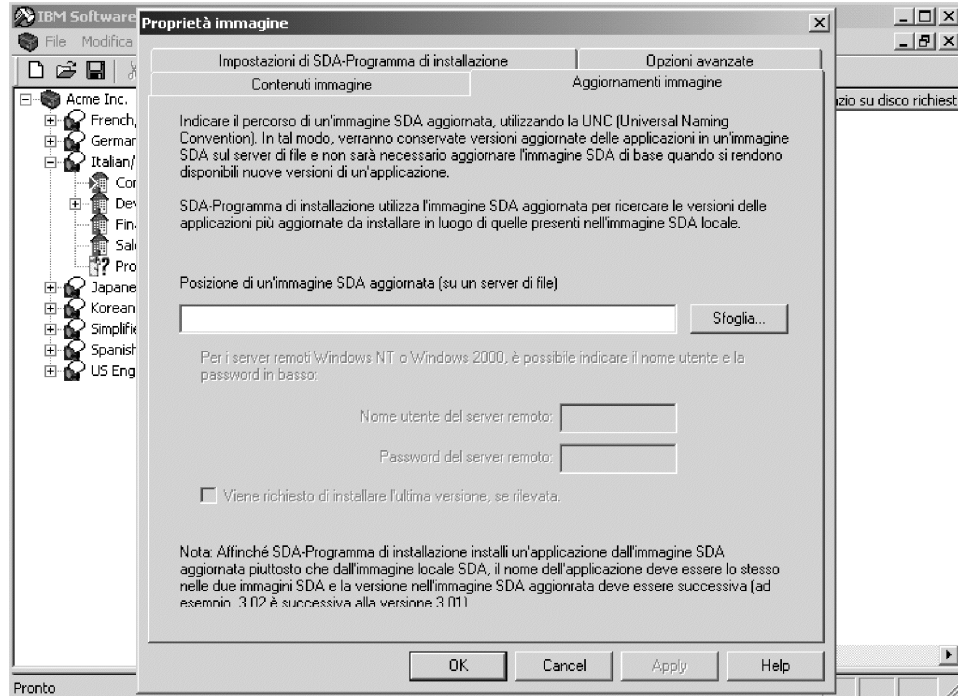 IBM Software
Proprietà immagine
File Modifica
Impostazioni di SDA-Programma di installazione
Opzioni avanzate
Contenuti immagine
Aggiornamenti immagine
Acme Inc.
French,
German
Italian/
Cor
Dev
Fin
Sale
Pro
Japane
Korean
Simplifie
Spanish
US Eng
zio su disco richiest
Indicare il percorso di un'immagine SDA aggiornata, utilizzando la UNC (Universal Naming
Convention). In tal modo, verranno conservate versioni aggiornate delle applicazioni in un'immagine
SDA sul server di file e non sarà necessario aggiornare l'immagine SDA di base quando si rendono
disponibili nuove versioni di un'applicazione.
SDA-Programma di installazione utilizza l'immagine SDA aggiornata per ricercare le versioni delle
applicazioni più aggiornate da installare in luogo di quelle presenti nell'immagine SDA locale.
Posizione di un'immagine SDA aggiornata (su un server di file)
Sfoglia...
Per i server remoti Windows NT o Windows 2000, è possibile indicare il nome utente e la
password in basso:
Nome utente del server remoto:
Password del server remoto:
Viene richiesto di installare l'ultima versione, se rilevata.
Nota: Affinché SDA-Programma di installazione installi un'applicazione dall'immagine SDA
aggiornata piuttosto che dall'immagine locale SDA, il nome dell'applicazione deve essere lo stesso
nelle due immagini SDA e la versione nell'immagine SDA aggionrata deve essere successiva (ad
esempio, 3.02 è successiva alla versione 3.01)
OK
Cancel
Apply
Help
Pronto